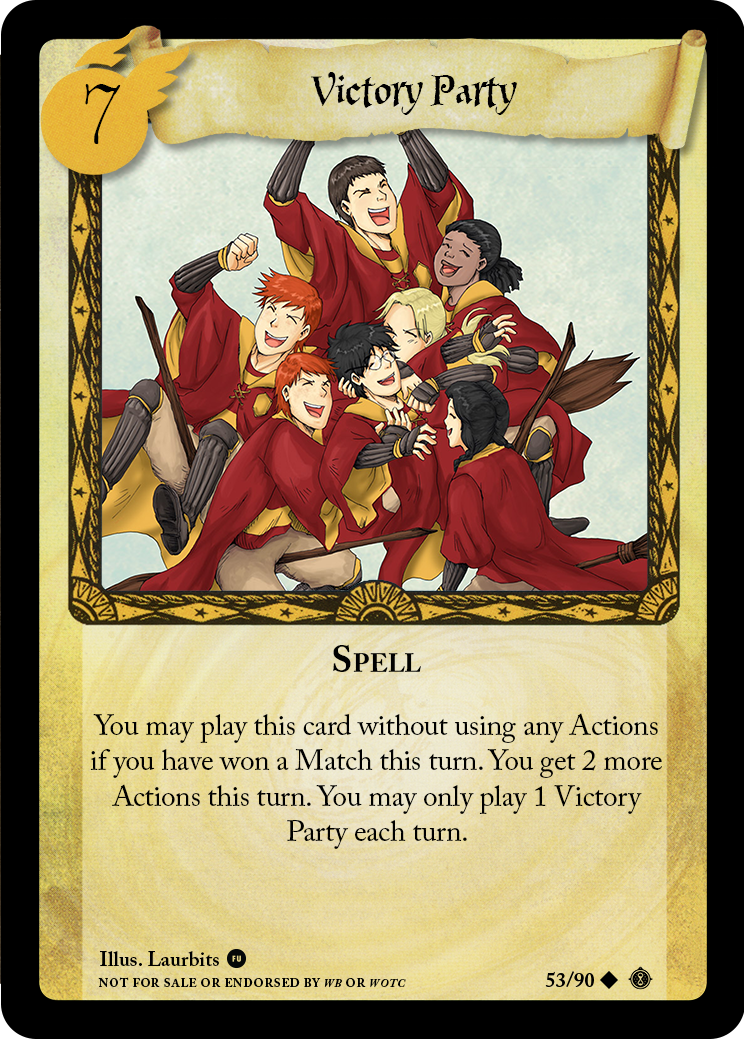 7
Victory Party
SPELL
You may play this card without using any Actions
if you have won a Match this turn. You get 2 more
Actions this turn. You may only play 1 Victory
Party each turn.
Illus. Laurbits FU
NOT FOR SALE OR ENDORSED BY WB OR WOTC
53/90